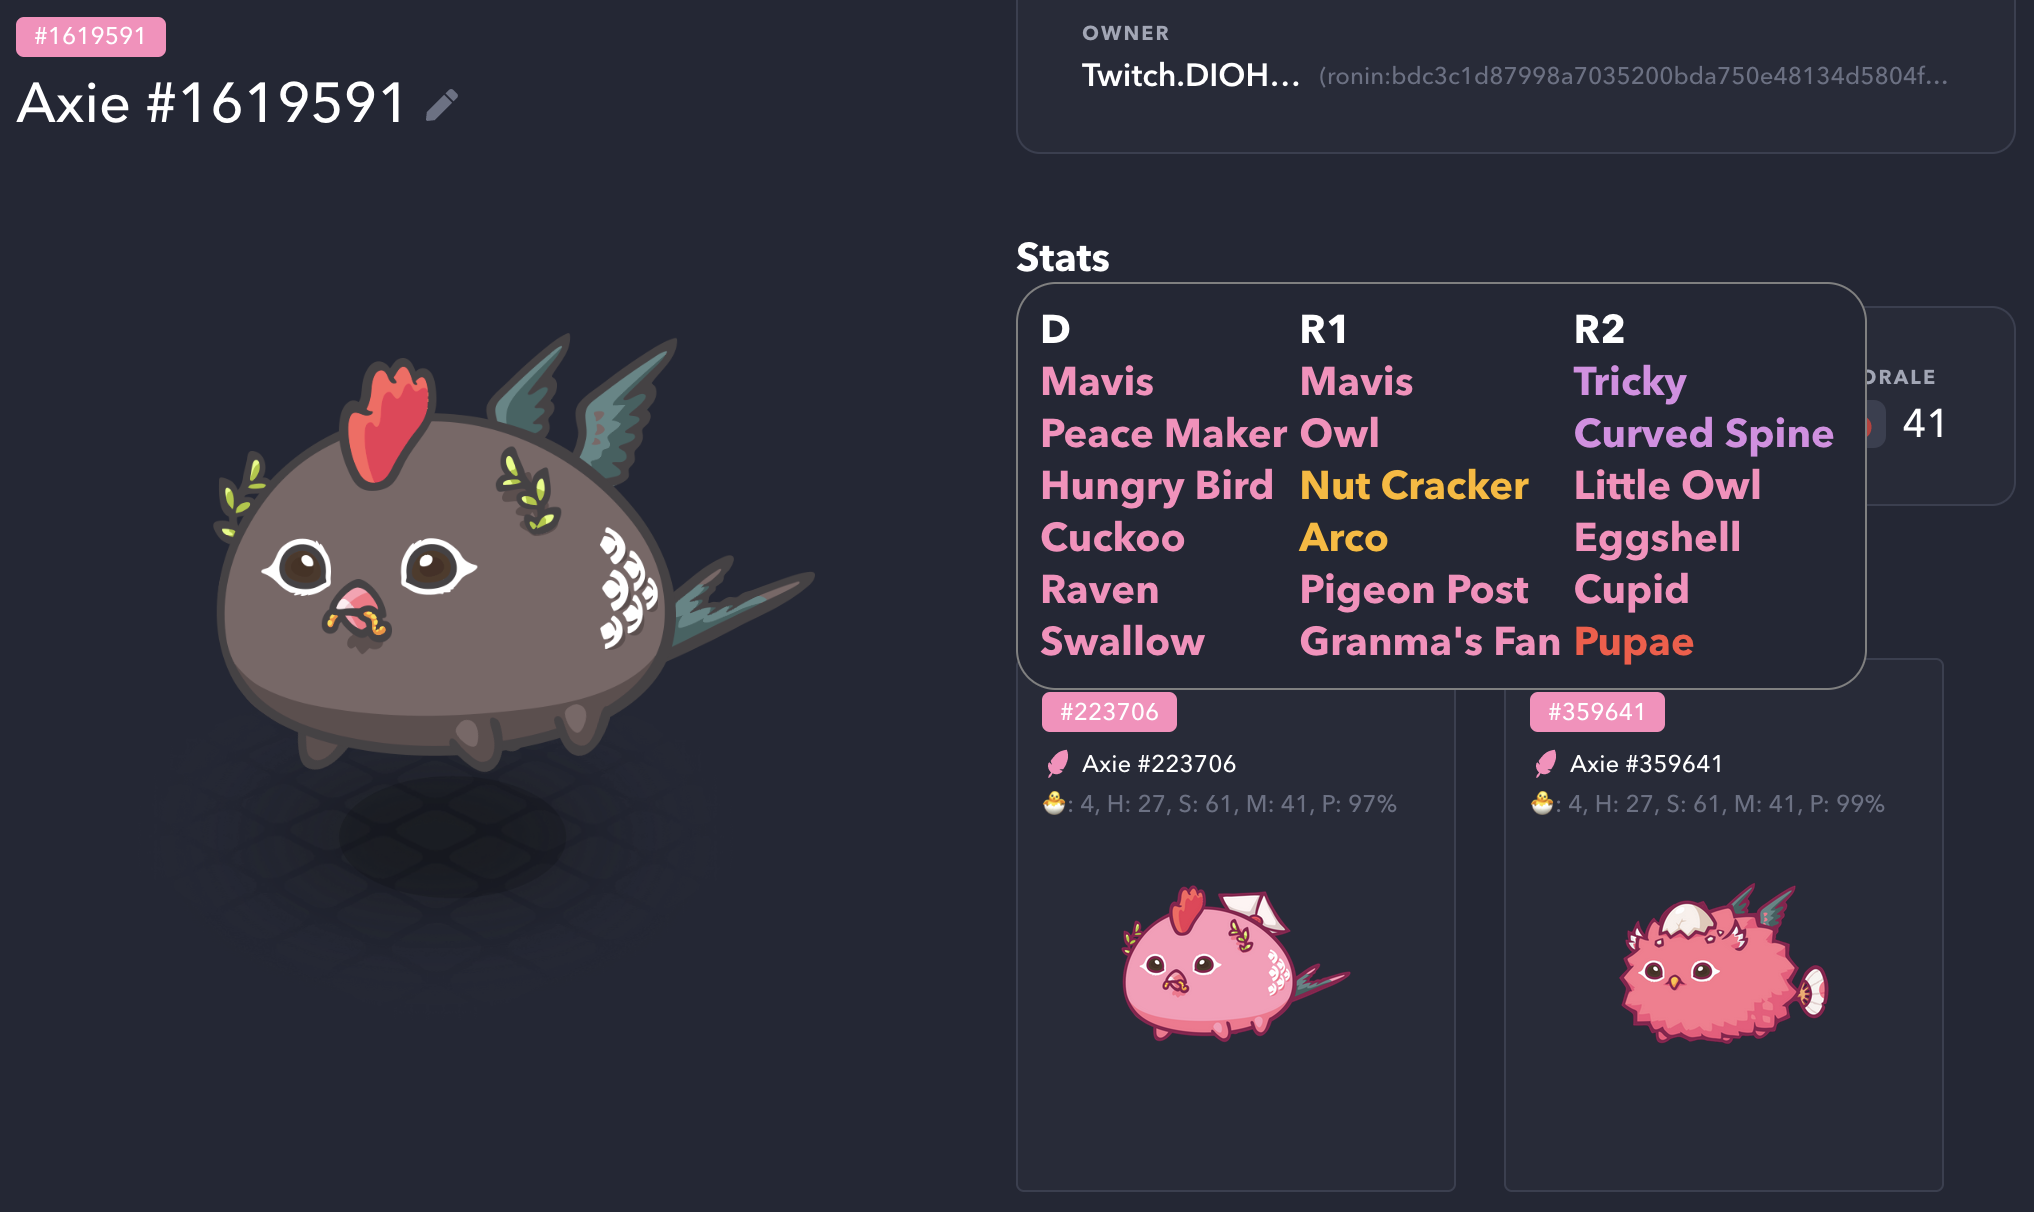 #1619591
Axie #1619591
OWNER
Twitch.DIOH... (ronin:bdc3c1d87998a7035200bda750e48134d5804f...
Stats
D R1 R2
Mavis Mavis Tricky
Peace Maker Owl Curved Spine
Hungry Bird Nut Cracker Little Owl
Cuckoo Arco Eggshell
Raven Pigeon Post Cupid
Swallow Granma's Fan Pupae
ORALE
41
#223706
Axie #223706
🐣: 4, H: 27, S: 61, M: 41, P: 97%
#359641
Axie #359641
🐣: 4, H: 27, S: 61, M: 41, P: 99%